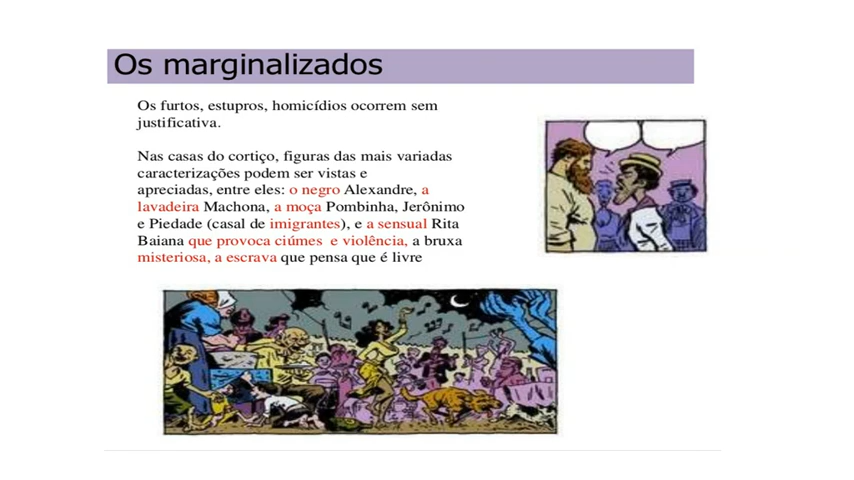 Os marginalizados
Os furtos, estupros, homicídios ocorrem sem
justificativa.
Nas casas do cortiço, figuras das mais variadas
caracterizações podem ser vistas e
apreciadas, entre eles: o negro Alexandre, a
lavadeira Machona, a moça Pombinha, Jerônimo
e Piedade (casal de imigrantes), e a sensual Rita
Baiana que provoca ciúmes e violência, a bruxa
misteriosa, a escrava que pensa que é livre